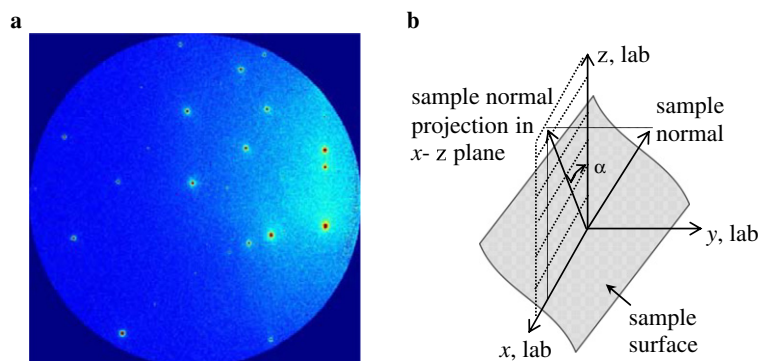 a
b
z, lab
sample normal
projection in
x- z plane
sample
normal
α
y, lab
x, lab
sample
surface